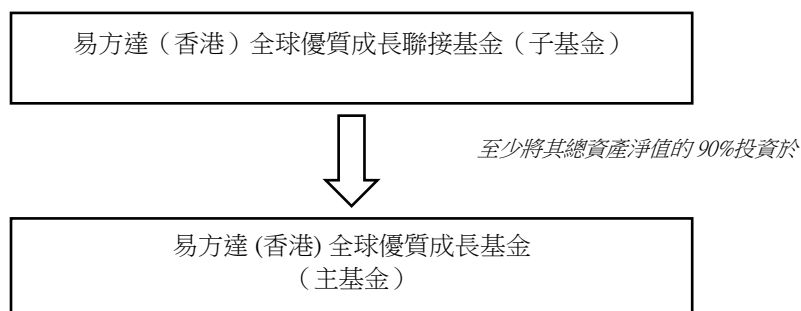 易方達（香港）全球優質成長聯接基金（子基金）
至少將其總資產淨值的 90%投資於
易方達 (香港) 全球優質成長基金
（主基金）